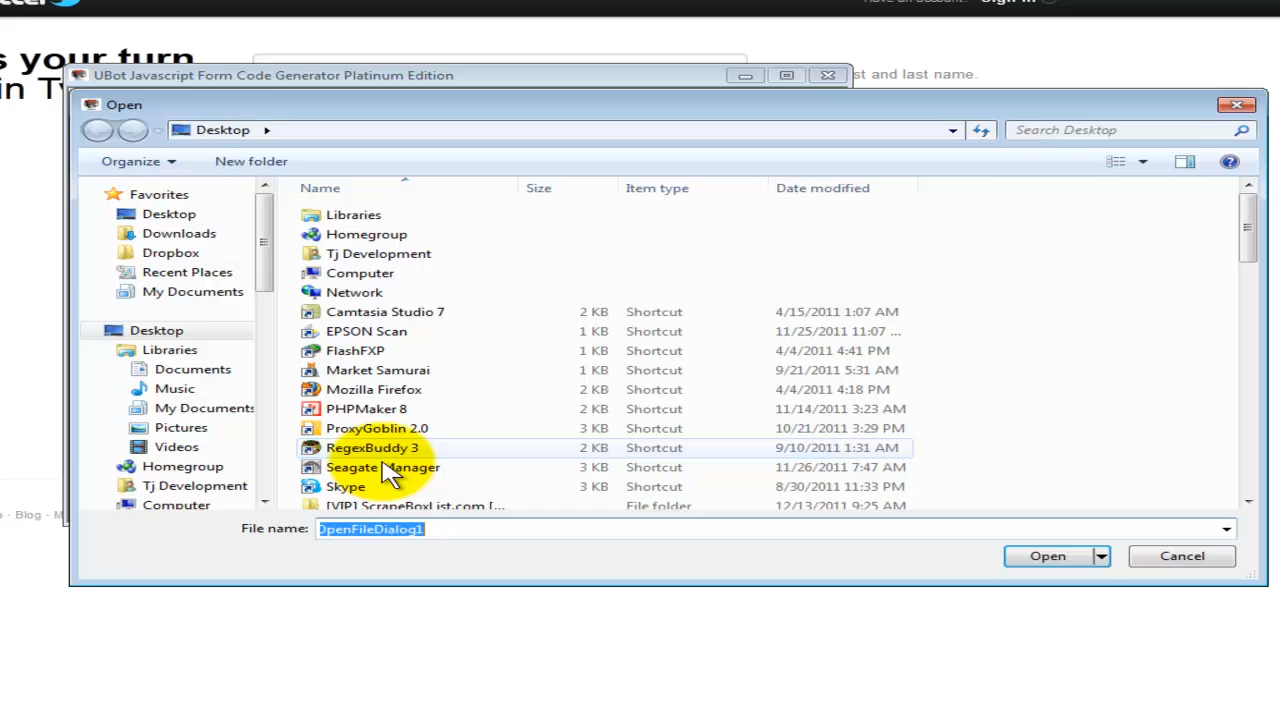 Sign in
s your turn
in Tw
st and last name.
UBot Javascript Form Code Generator Platinum Edition
Open
Desktop
Search Desktop
Organize
New folder
Name Size Item type Date modified
Favorites
Desktop
Downloads
Dropbox
Recent Places
My Documents
Desktop
Libraries
Documents
Music
My Documents
Pictures
Videos
Homegroup
Tj Development
Computer
Libraries
Homegroup
Tj Development
Computer
Network
Camtasia Studio 7 2 KB Shortcut 4/15/2011 1:07 AM
EPSON Scan 1 KB Shortcut 11/25/2011 11:07 ...
FlashFXP 1 KB Shortcut 4/4/2011 4:41 PM
Market Samurai 1 KB Shortcut 9/21/2011 5:31 AM
Mozilla Firefox 2 KB Shortcut 4/4/2011 4:18 PM
PHPMaker 8 2 KB Shortcut 11/14/2011 3:23 AM
ProxyGoblin 2.0 3 KB Shortcut 10/21/2011 3:29 PM
RegexBuddy 3 2 KB Shortcut 9/10/2011 1:31 AM
Seagate Manager 3 KB Shortcut 11/26/2011 7:47 AM
Skype 3 KB Shortcut 8/30/2011 11:33 PM
[VIP] ScrapeBoxList.com [... File folder 12/13/2011 9:25 AM
File name: OpenFileDialog1
Open
Cancel
Blog